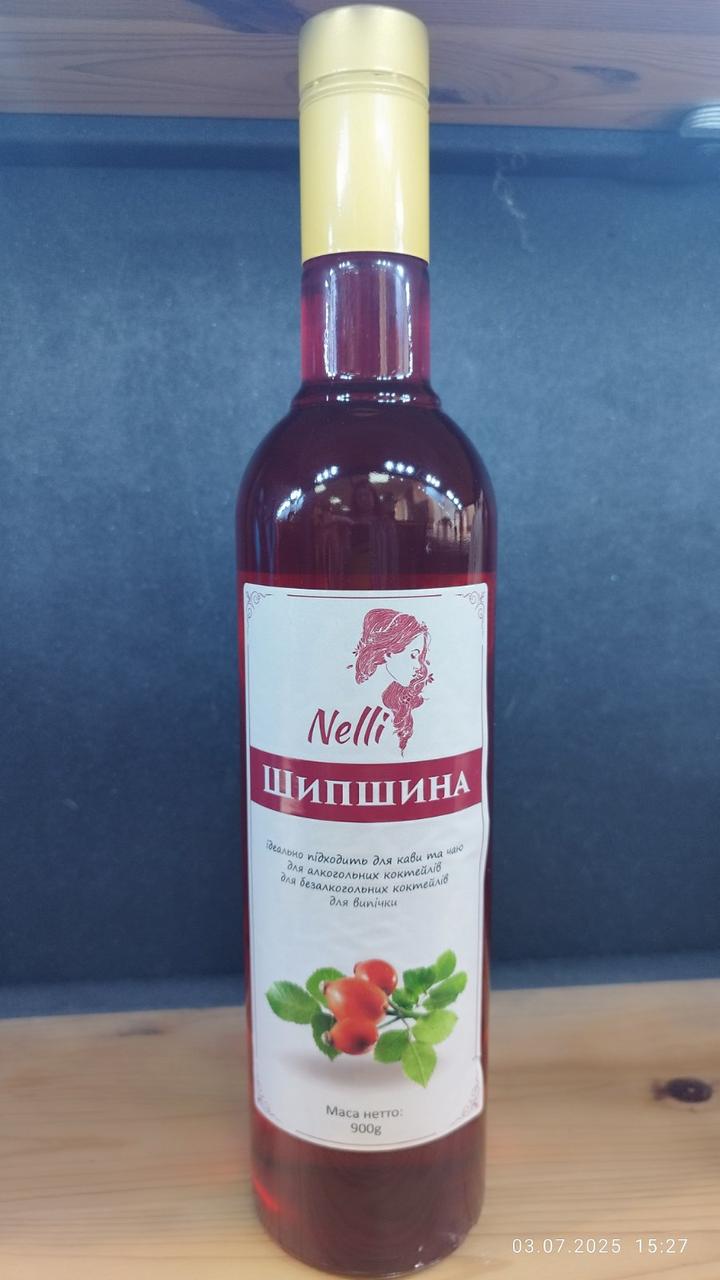 Nelli
ШИПШИНА
ідеально підходить для кави та чаю
для алкогольних коктейлів
для безалкогольних коктейлів
для випічки
Маса нетто:
900g
03.07.2025 15:27